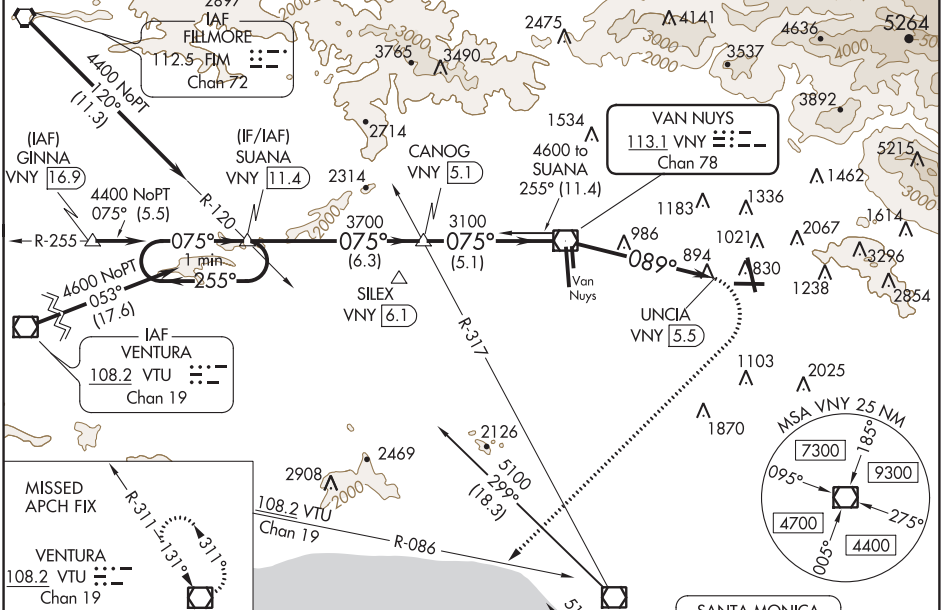 2897
IAF
FILLMORE
112.5 FIM
Chan 72
4400 NoPT
120°
(11.3)
R-120
3000
3765
3490
2475
4141
3537
4636
5264
4000
3000
3892
5215
2714
1534
VAN NUYS
113.1 VNY
Chan 78
(IAF)
GINNA
VNY 16.9
(IF/IAF)
SUANA
VNY 11.4
CANOG
VNY 5.1
4600 to
SUANA
255° (11.4)
4400 NoPT
075° (5.5)
2314
1462
1183
1336
1614
R-255
075°
3700
075°
(6.3)
3100
075°
(5.1)
986
1021
2067
3296
1 min
255°
089°
894
830
1238
2854
4600 NoPT
053°
(17.6)
SILEX
VNY 6.1
Van
Nuys
UNCIA
VNY 5.5
IAF
VENTURA
108.2 VTU
Chan 19
R-317
1103
2025
1870
MSA VNY 25 NM
7300
185°
9300
095°
275°
4700
4400
005°
2126
2469
2908
2000
5100
299°
(18.3)
108.2 VTU
Chan 19
R-086
MISSED
APCH FIX
R-311
131°
311°
VENTURA
108.2 VTU
Chan 19
SANTA MONICA